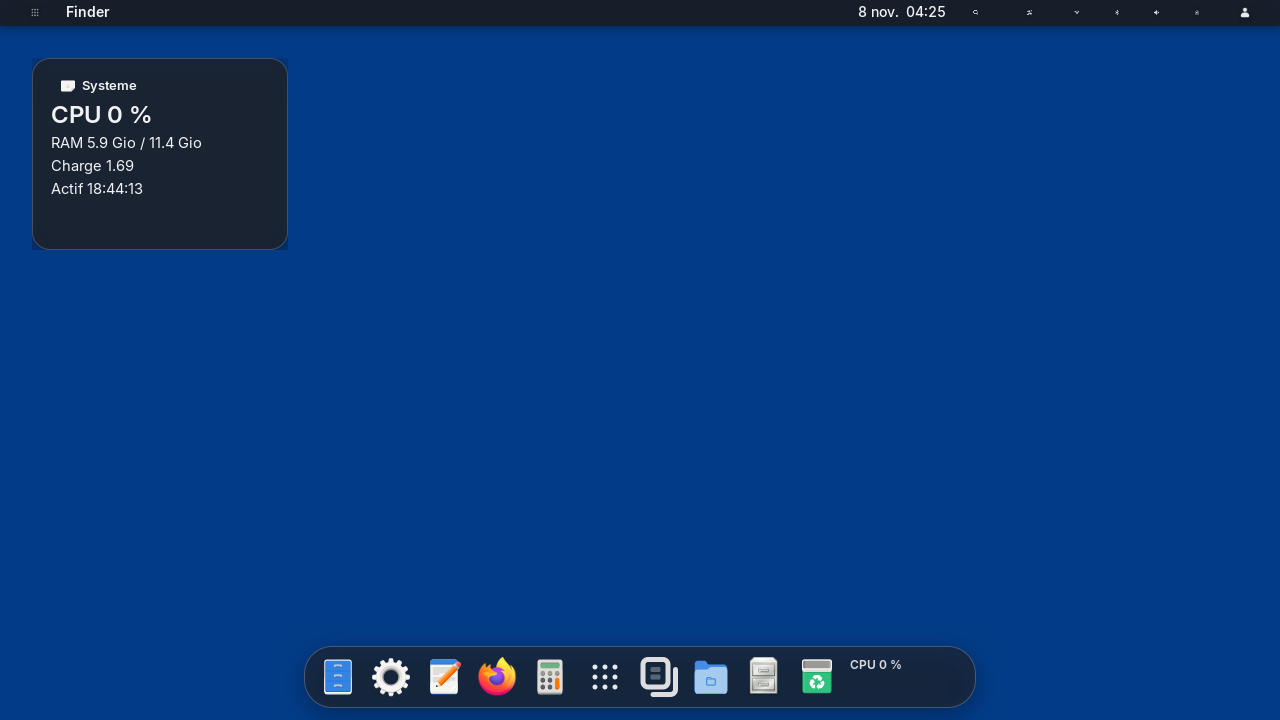 Finder
8 nov. 04:25
Systeme
CPU 0 %
RAM 5.9 Gio / 11.4 Gio
Charge 1.69
Actif 18:44:13
CPU 0 %